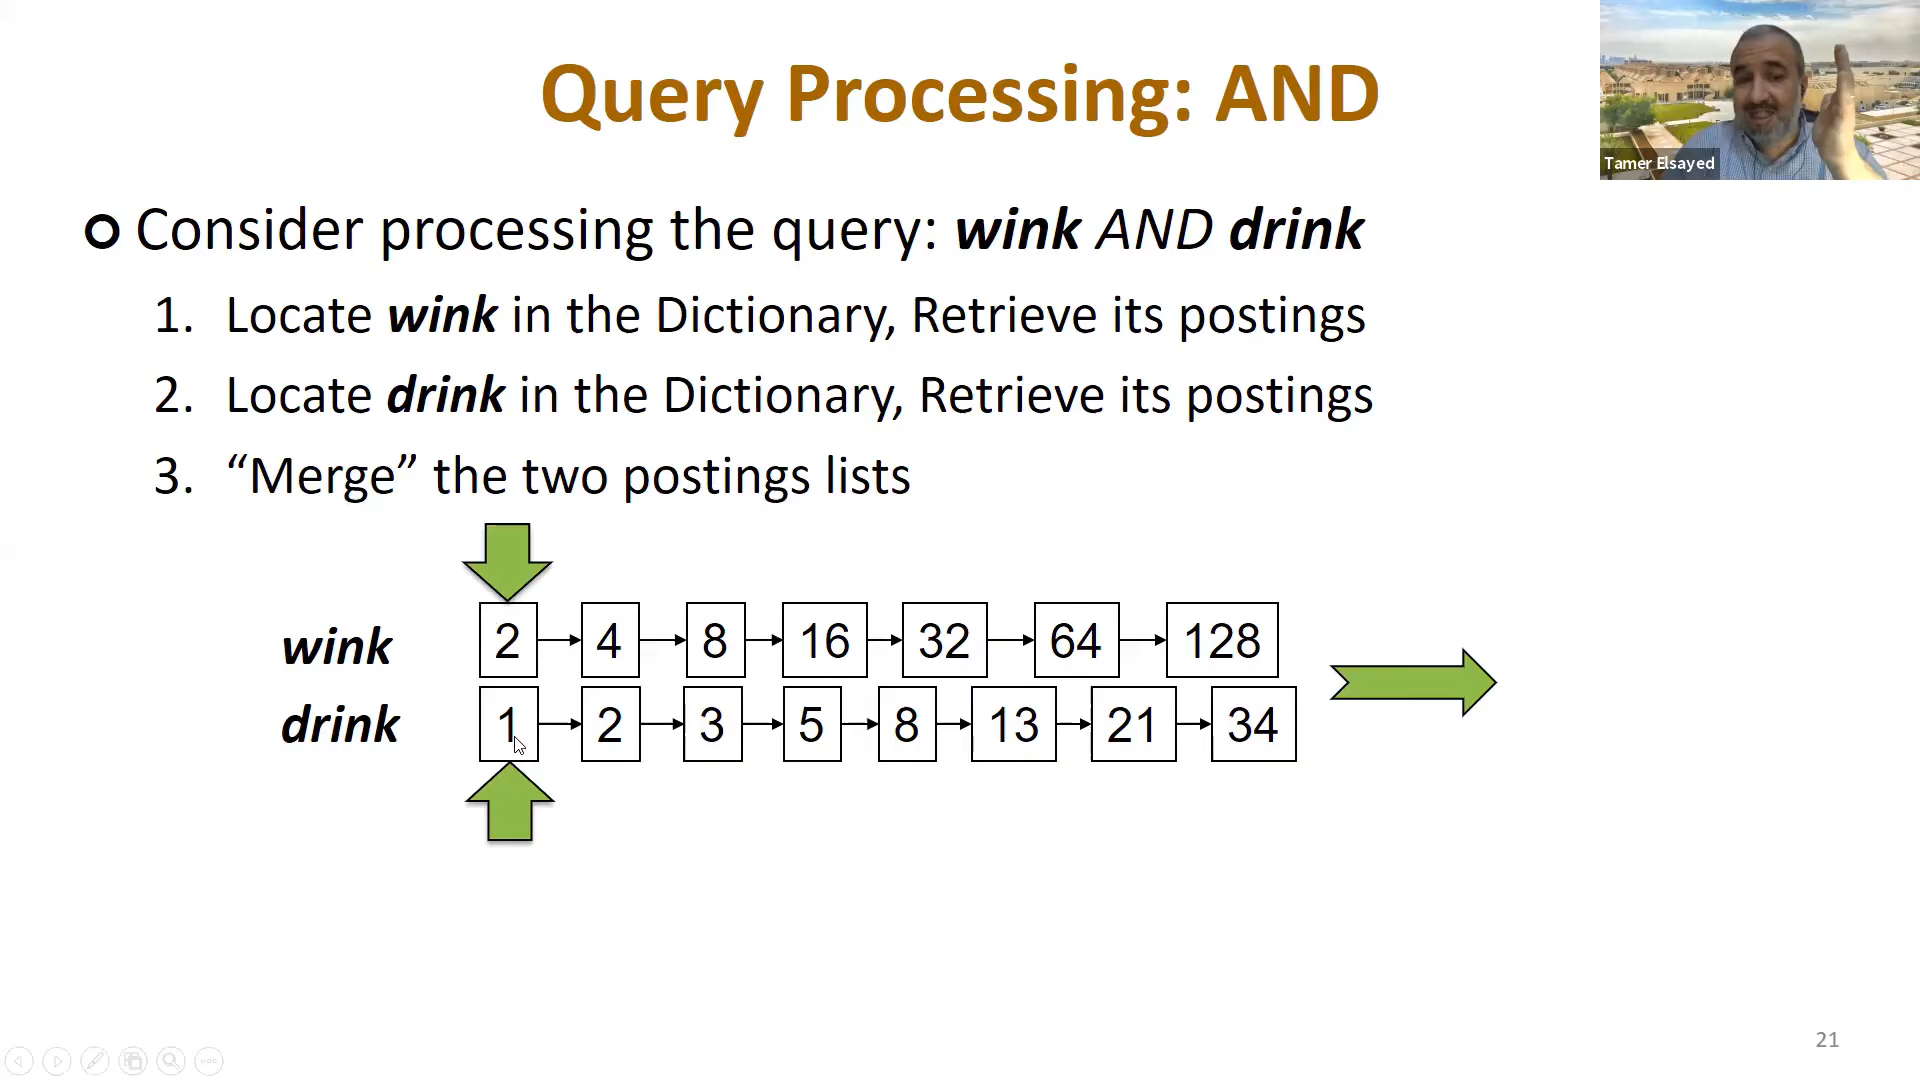 Query Processing: AND
Tamer Elsayed
Consider processing the query: wink AND drink
1. Locate wink in the Dictionary, Retrieve its postings
2. Locate drink in the Dictionary, Retrieve its postings
3. “Merge” the two postings lists
wink 2 4 8 16 32 64 128
drink 1 2 3 5 8 13 21 34
21